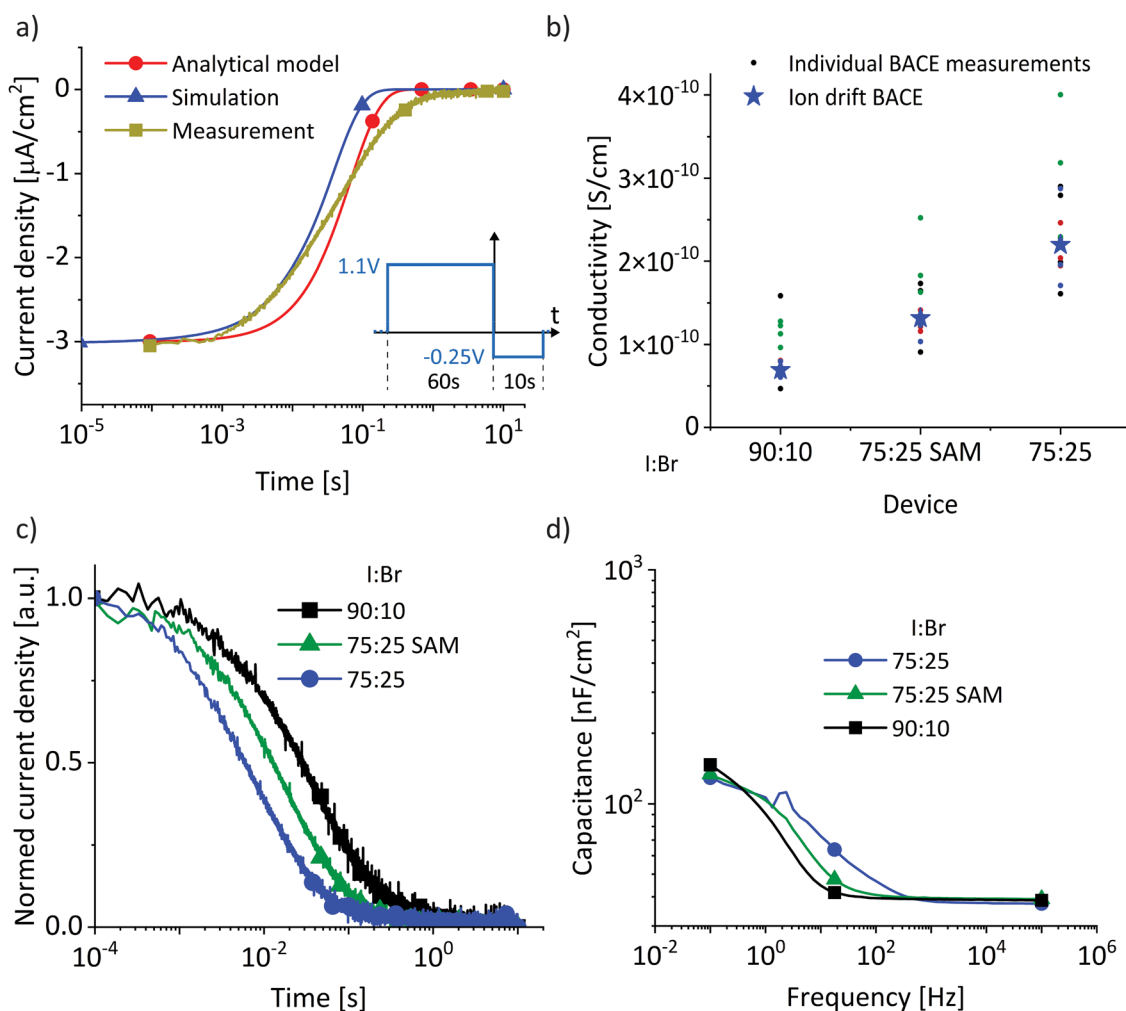 a)
Analytical model
Simulation
Measurement
Current density [µA/cm²]
0
-1
-2
-3
1.1V
-0.25V
t
60s
10s
10⁻⁵
10⁻³
10⁻¹
10¹
Time [s]
b)
Individual BACE measurements
Ion drift BACE
Conductivity [S/cm]
4×10⁻¹⁰
3×10⁻¹⁰
2×10⁻¹⁰
1×10⁻¹⁰
0
I:Br
90:10
75:25 SAM
75:25
Device
c)
I:Br
90:10
75:25 SAM
75:25
Normed current density [a.u.]
1.0
0.5
0.0
10⁻⁴
10⁻²
10⁰
Time [s]
d)
I:Br
75:25
75:25 SAM
90:10
Capacitance [nF/cm²]
10³
10²
10⁻²
10⁰
10²
10⁴
10⁶
Frequency [Hz]